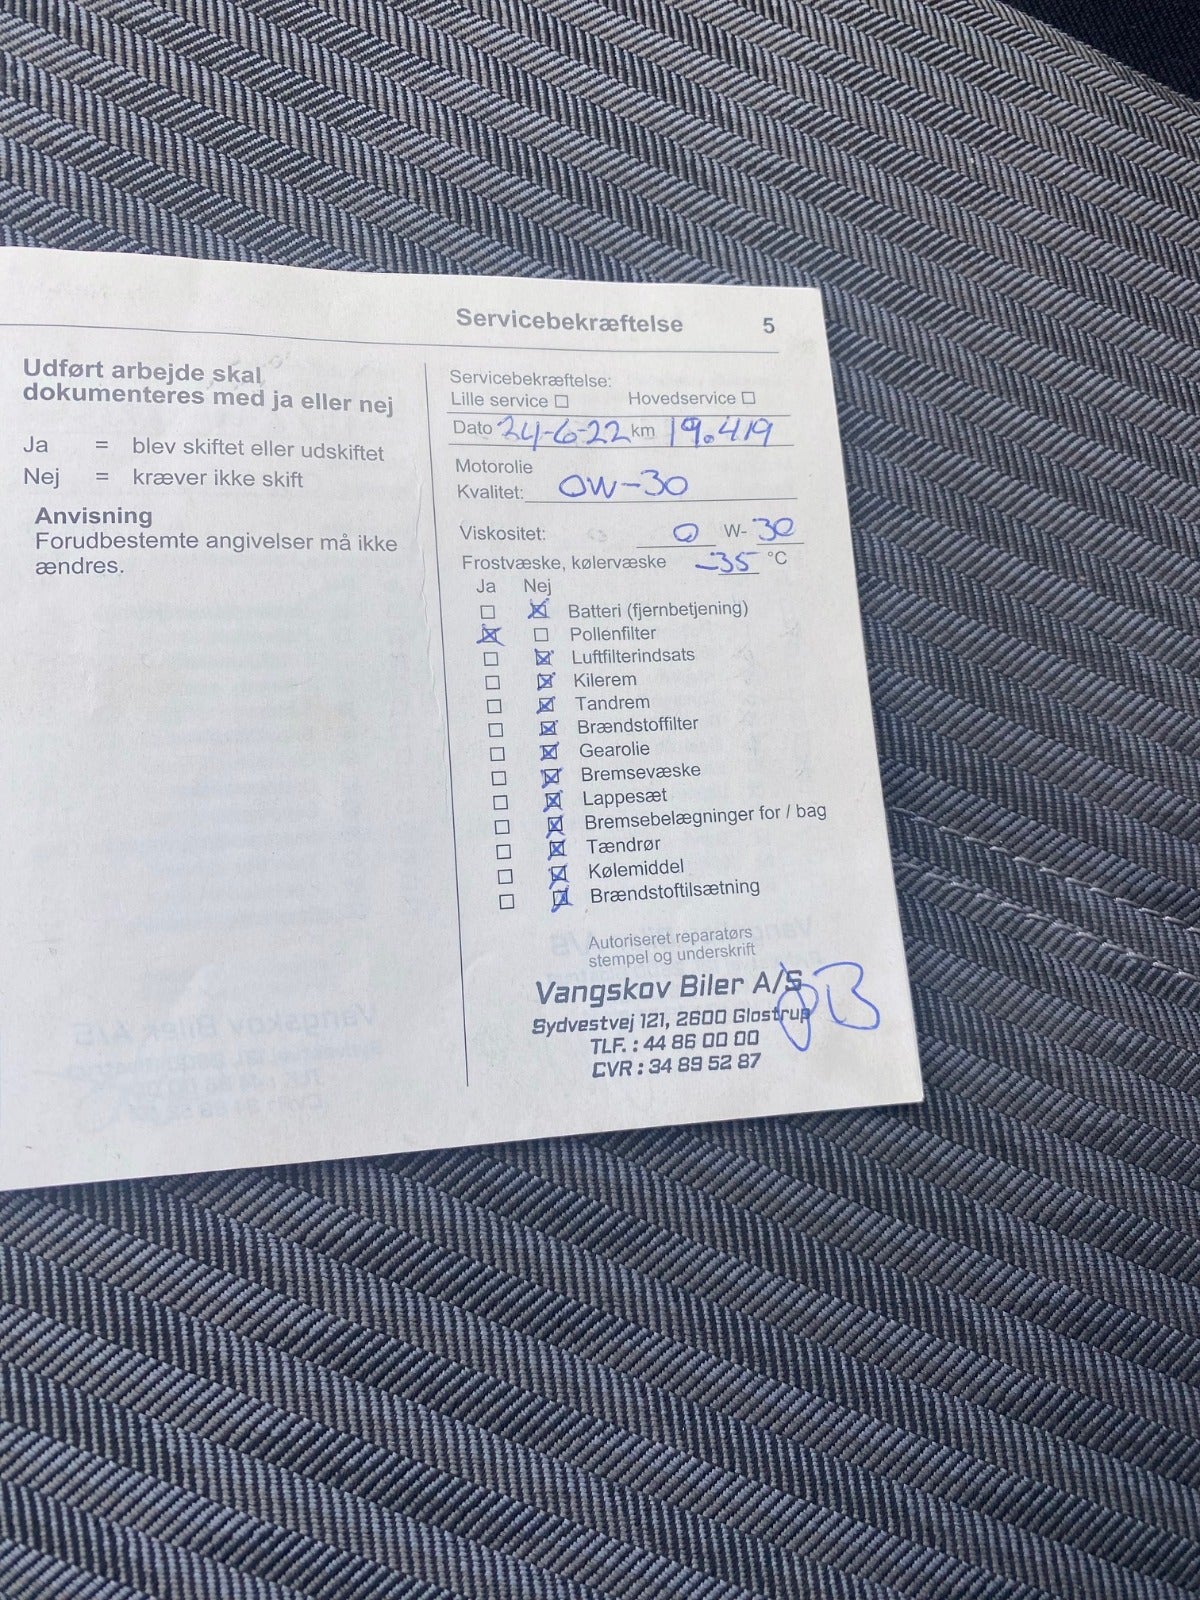 Servicebekræftelse 5
Udført arbejde skal
dokumenteres med ja eller nej
Ja = blev skiftet eller udskiftet
Nej = kræver ikke skift
Anvisning
Forudbestemte angivelser må ikke
ændres.
Servicebekræftelse:
Lille service ☐ Hovedservice ☐
Dato 24-6-22 km 19.419
Motorolie
Kvalitet: 0W-30
Viskositet: 0 W- 30
Frostvæske, kølervæske -35 °C
Ja Nej
☐ ☒ Batteri (fjernbetjening)
☒ ☐ Pollenfilter
☐ ☒ Luftfilterindsats
☐ ☒ Kilerem
☐ ☒ Tandrem
☐ ☒ Brændstoffilter
☐ ☒ Gearolie
☐ ☒ Bremsevæske
☐ ☒ Lappesæt
☐ ☒ Bremsebelægninger for / bag
☐ ☒ Tændrør
☐ ☒ Kølemiddel
☐ ☒ Brændstoftilsætning
Autoriseret reparatørs
stempel og underskrift
Vangskov Biler A/S
Sydvestvej 121, 2600 Glostrup
TLF. : 44 86 00 00
CVR : 34 89 52 87